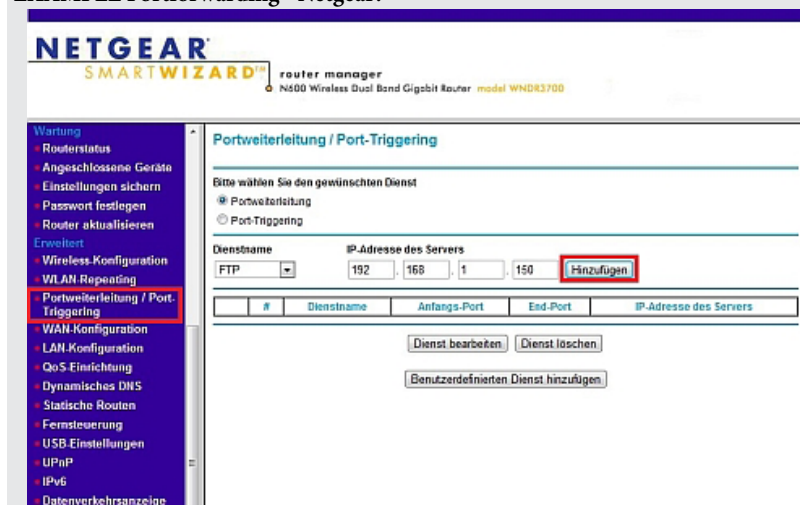 NETGEAR
SMARTWIZARD™ router manager
N600 Wireless Dual Band Gigabit Router model WNDR3700
Wartung
Routerstatus
Angeschlossene Geräte
Einstellungen sichern
Passwort festlegen
Router aktualisieren
Erweitert
Wireless-Konfiguration
WLAN-Repeating
Portweiterleitung / Port-
Triggering
WAN-Konfiguration
LAN-Konfiguration
QoS-Einrichtung
Dynamisches DNS
Statische Routen
Fernsteuerung
USB-Einstellungen
UPnP
IPv6
Datenverkehrsanzeige
Portweiterleitung / Port-Triggering
Bitte wählen Sie den gewünschten Dienst
Portweiterleitung
Port-Triggering
Dienstname IP-Adresse des Servers
FTP 192 . 168 . 1 . 150 Hinzufügen
# Dienstname Anfangs-Port End-Port IP-Adresse des Servers
Dienst bearbeiten Dienst löschen
Benutzerdefinierten Dienst hinzufügen